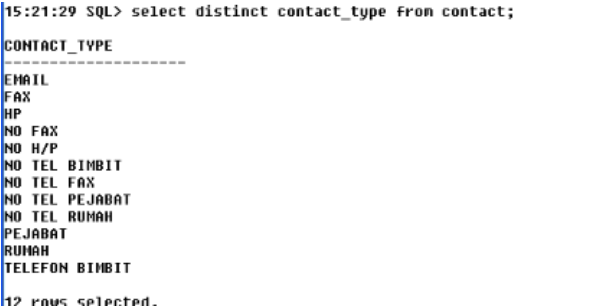 15:21:29 SQL> select distinct contact_type from contact;
CONTACT_TYPE
--------------------
EMAIL
FAX
HP
NO FAX
NO H/P
NO TEL BIMBIT
NO TEL FAX
NO TEL PEJABAT
NO TEL RUMAH
PEJABAT
RUMAH
TELEFON BIMBIT
12 rows selected.